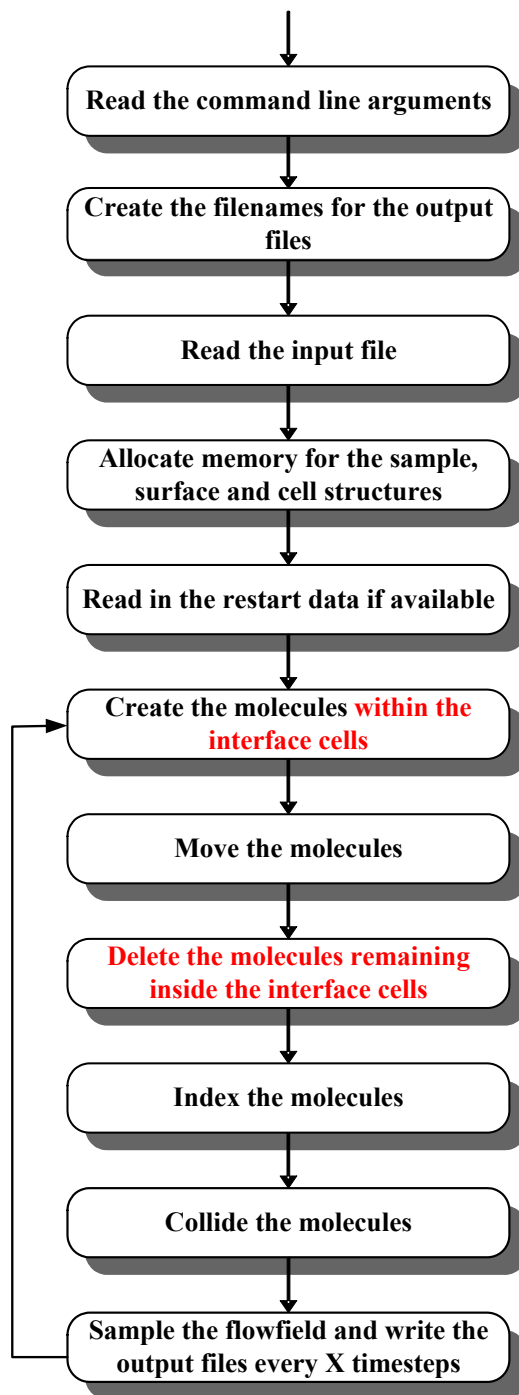 Read the command line arguments
Create the filenames for the output
files
Read the input file
Allocate memory for the sample,
surface and cell structures
Read in the restart data if available
Create the molecules within the
interface cells
Move the molecules
Delete the molecules remaining
inside the interface cells
Index the molecules
Collide the molecules
Sample the flowfield and write the
output files every X timesteps